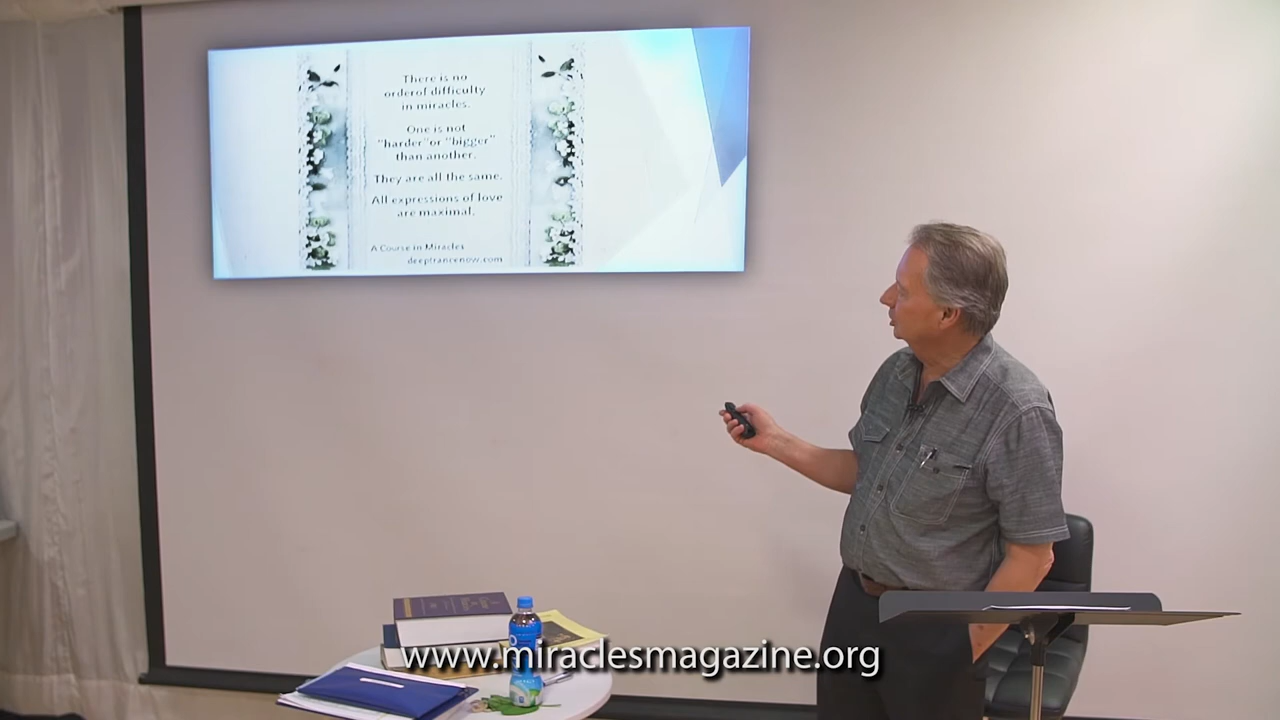 There is no
orderof difficulty
in miracles.
One is not
"harder"or "bigger"
than another.
They are all the same.
All expressions of love
are maximal.
A Course in Miracles
deeptrancenow.com
www.miraclesmagazine.org